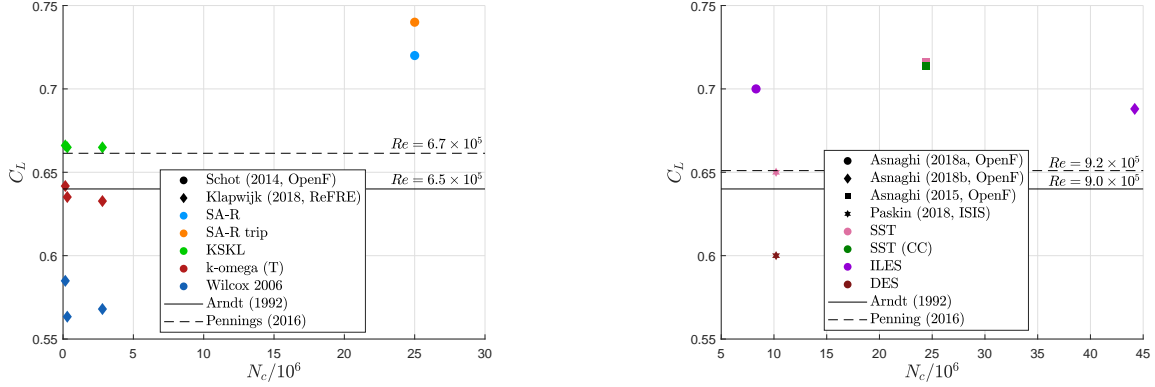 0.75
0.7
0.65
0.6
0.55
C_L
0 5 10 15 20 25 30
N_c/10^6
Re = 6.7 × 10^5
Re = 6.5 × 10^5
Schot (2014, OpenF)
Klapwijk (2018, ReFRE)
SA-R
SA-R trip
KSKL
k-omega (T)
Wilcox 2006
Arndt (1992)
Pennings (2016)
0.75
0.7
0.65
0.6
0.55
C_L
5 10 15 20 25 30 35 40 45
N_c/10^6
Re = 9.2 × 10^5
Re = 9.0 × 10^5
Asnaghi (2018a, OpenF)
Asnaghi (2018b, OpenF)
Asnaghi (2015, OpenF)
Paskin (2018, ISIS)
SST
SST (CC)
ILES
DES
Arndt (1992)
Penning (2016)